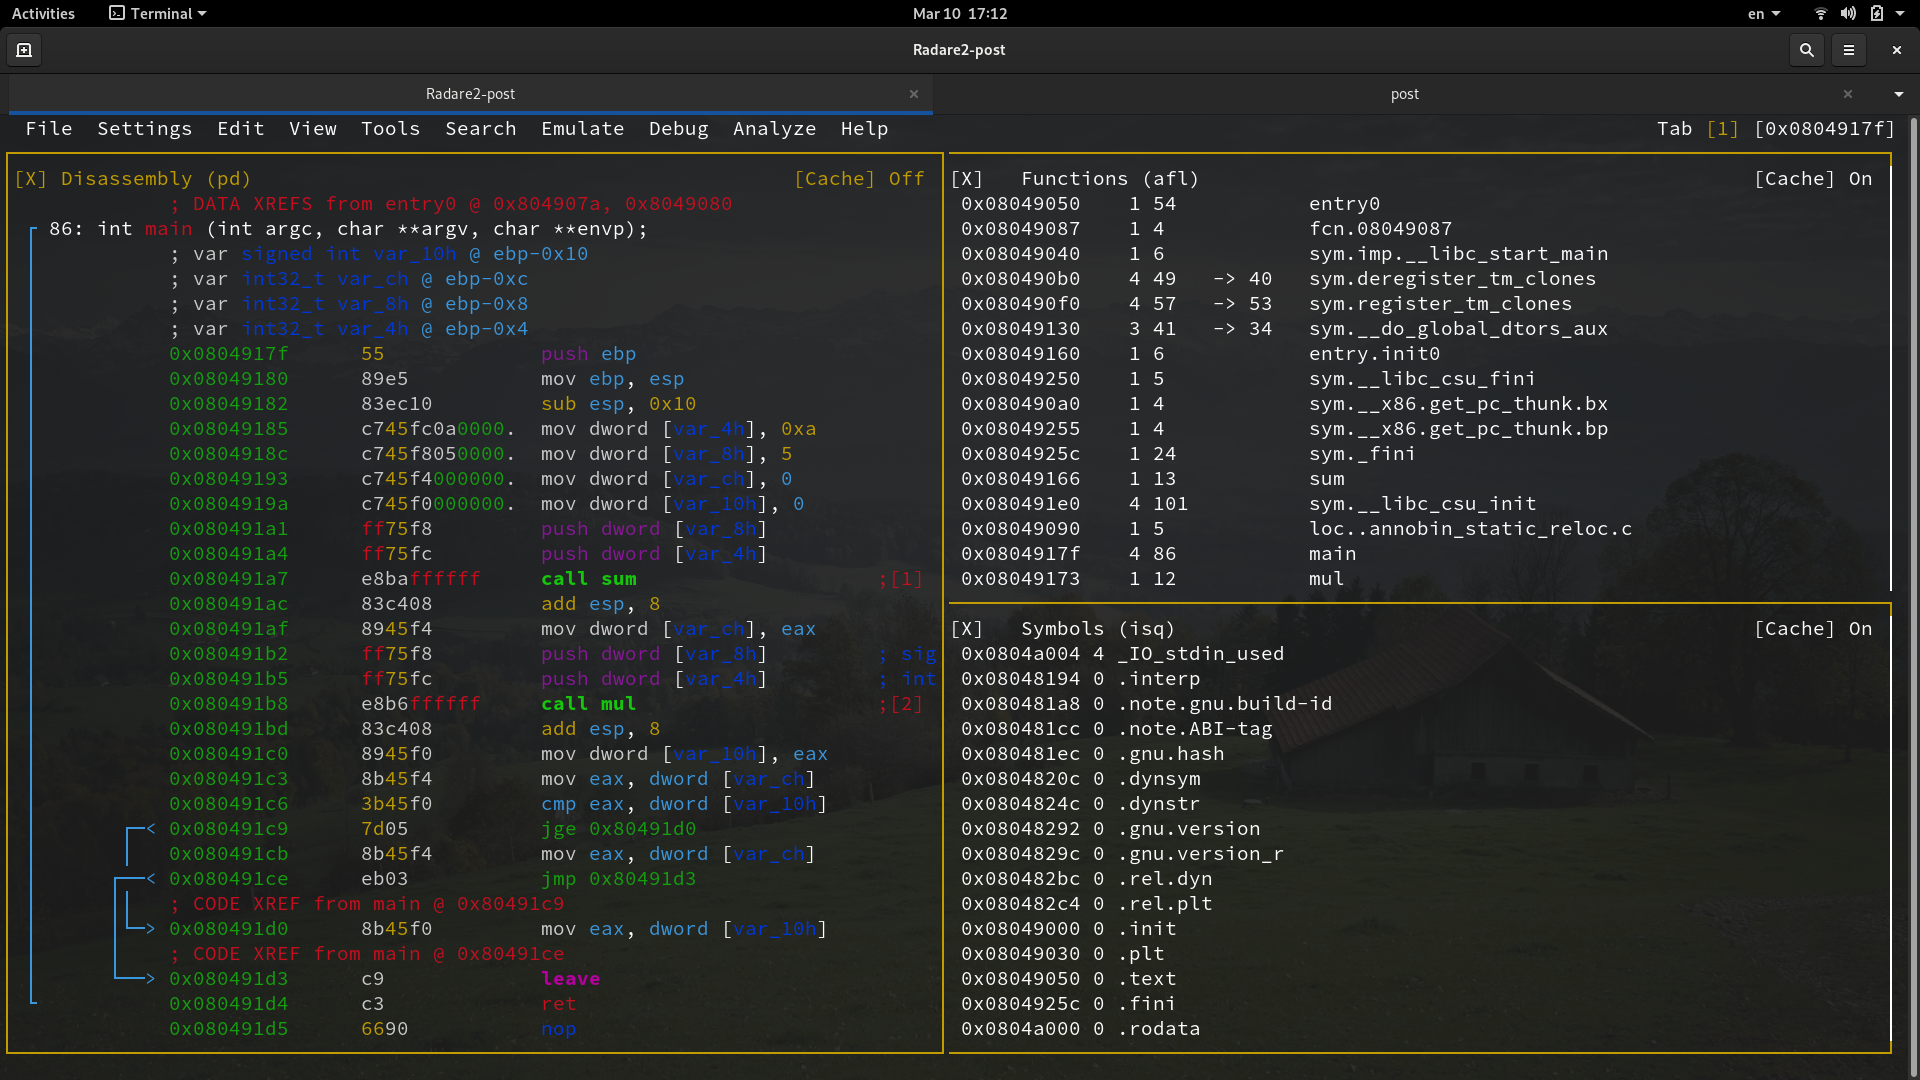 Activities Terminal Mar 10 17:12 en
Radare2-post
Radare2-post post
File Settings Edit View Tools Search Emulate Debug Analyze Help Tab [1] [0x0804917f]
[X] Disassembly (pd) [Cache] Off
; DATA XREFS from entry0 @ 0x804907a, 0x8049080
86: int main (int argc, char **argv, char **envp);
; var signed int var_10h @ ebp-0x10
; var int32_t var_ch @ ebp-0xc
; var int32_t var_8h @ ebp-0x8
; var int32_t var_4h @ ebp-0x4
0x0804917f 55 push ebp
0x08049180 89e5 mov ebp, esp
0x08049182 83ec10 sub esp, 0x10
0x08049185 c745fc0a0000. mov dword [var_4h], 0xa
0x0804918c c745f8050000. mov dword [var_8h], 5
0x08049193 c745f4000000. mov dword [var_ch], 0
0x0804919a c745f0000000. mov dword [var_10h], 0
0x080491a1 ff75f8 push dword [var_8h]
0x080491a4 ff75fc push dword [var_4h]
0x080491a7 e8baffffff call sum ;[1]
0x080491ac 83c408 add esp, 8
0x080491af 8945f4 mov dword [var_ch], eax
0x080491b2 ff75f8 push dword [var_8h] ; sig
0x080491b5 ff75fc push dword [var_4h] ; int
0x080491b8 e8b6ffffff call mul ;[2]
0x080491bd 83c408 add esp, 8
0x080491c0 8945f0 mov dword [var_10h], eax
0x080491c3 8b45f4 mov eax, dword [var_ch]
0x080491c6 3b45f0 cmp eax, dword [var_10h]
0x080491c9 7d05 jge 0x80491d0
0x080491cb 8b45f4 mov eax, dword [var_ch]
0x080491ce eb03 jmp 0x80491d3
; CODE XREF from main @ 0x80491c9
0x080491d0 8b45f0 mov eax, dword [var_10h]
; CODE XREF from main @ 0x80491ce
0x080491d3 c9 leave
0x080491d4 c3 ret
0x080491d5 6690 nop
[X] Functions (afl) [Cache] On
0x08049050 1 54 entry0
0x08049087 1 4 fcn.08049087
0x08049040 1 6 sym.imp.__libc_start_main
0x080490b0 4 49 -> 40 sym.deregister_tm_clones
0x080490f0 4 57 -> 53 sym.register_tm_clones
0x08049130 3 41 -> 34 sym.__do_global_dtors_aux
0x08049160 1 6 entry.init0
0x08049250 1 5 sym.__libc_csu_fini
0x080490a0 1 4 sym.__x86.get_pc_thunk.bx
0x08049255 1 4 sym.__x86.get_pc_thunk.bp
0x0804925c 1 24 sym._fini
0x08049166 1 13 sum
0x080491e0 4 101 sym.__libc_csu_init
0x08049090 1 5 loc..annobin_static_reloc.c
0x0804917f 4 86 main
0x08049173 1 12 mul
[X] Symbols (isq) [Cache] On
0x0804a004 4 _IO_stdin_used
0x08048194 0 .interp
0x080481a8 0 .note.gnu.build-id
0x080481cc 0 .note.ABI-tag
0x080481ec 0 .gnu.hash
0x0804820c 0 .dynsym
0x0804824c 0 .dynstr
0x08048292 0 .gnu.version
0x0804829c 0 .gnu.version_r
0x080482bc 0 .rel.dyn
0x080482c4 0 .rel.plt
0x08049000 0 .init
0x08049030 0 .plt
0x08049050 0 .text
0x0804925c 0 .fini
0x0804a000 0 .rodata